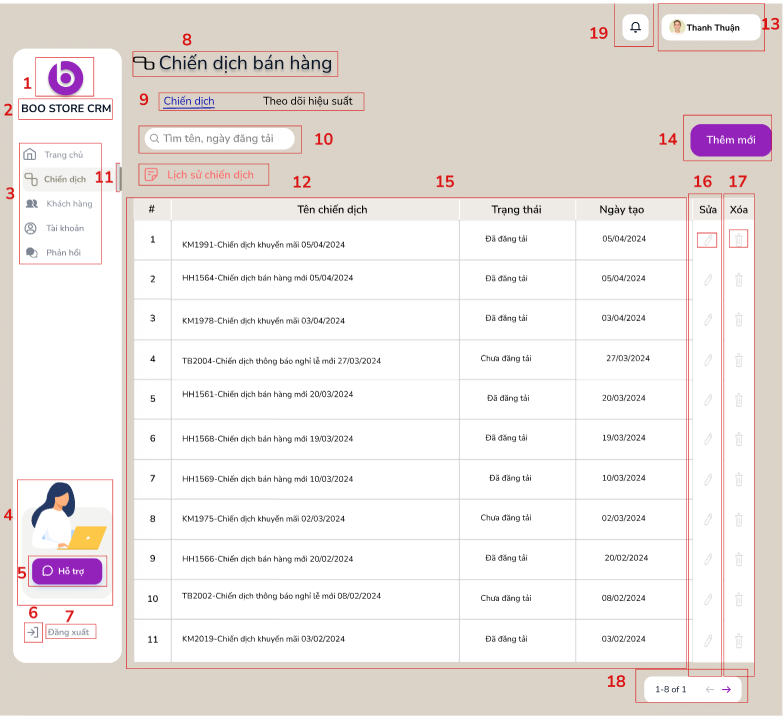 8
19
Thanh Thuận
13
Chiến dịch bán hàng
1
b
2
BOO STORE CRM
9
Chiến dịch
Theo dõi hiệu suất
Tìm tên, ngày đăng tải
10
14
Thêm mới
3
Trang chủ
Chiến dịch
11
Khách hàng
Tài khoản
Phản hồi
Lịch sử chiến dịch
12
15
16
17
# Tên chiến dịch Trạng thái Ngày tạo Sửa Xóa
1 KM1991-Chiến dịch khuyến mãi 05/04/2024 Đã đăng tải 05/04/2024
2 HH1564-Chiến dịch bán hàng mới 05/04/2024 Đã đăng tải 05/04/2024
3 KM1978-Chiến dịch khuyến mãi 03/04/2024 Đã đăng tải 03/04/2024
4 TB2004-Chiến dịch thông báo nghỉ lễ mới 27/03/2024 Chưa đăng tải 27/03/2024
5 HH1561-Chiến dịch bán hàng mới 20/03/2024 Đã đăng tải 20/03/2024
6 HH1568-Chiến dịch bán hàng mới 19/03/2024 Đã đăng tải 19/03/2024
7 HH1569-Chiến dịch bán hàng mới 10/03/2024 Đã đăng tải 10/03/2024
8 KM1975-Chiến dịch khuyến mãi 02/03/2024 Chưa đăng tải 02/03/2024
9 HH1566-Chiến dịch bán hàng mới 20/02/2024 Đã đăng tải 20/02/2024
10 TB2002-Chiến dịch thông báo nghỉ lễ mới 08/02/2024 Chưa đăng tải 08/02/2024
11 KM2019-Chiến dịch khuyến mãi 03/02/2024 Đã đăng tải 03/02/2024
4
5
Hỗ trợ
6
7
Đăng xuất
18
1-8 of 1